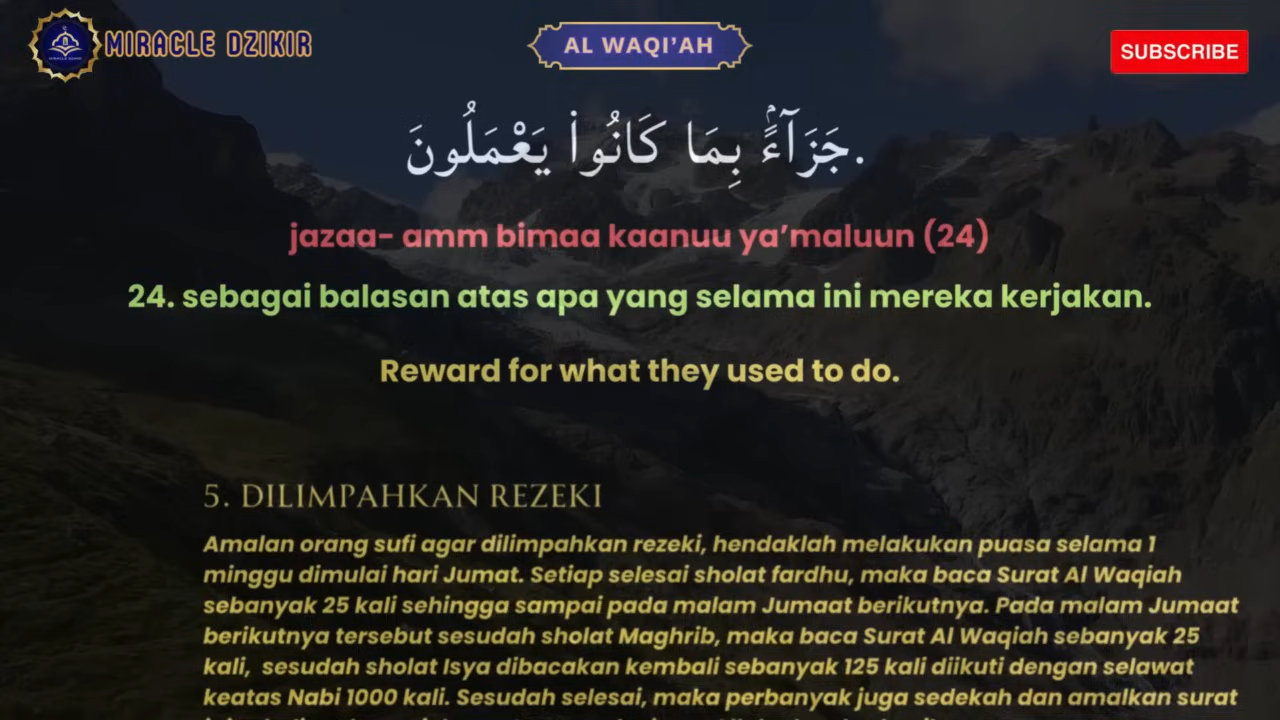 MIRACLE DZIKIR
AL WAQI’AH
SUBSCRIBE
جَزَآءًۢ بِمَا كَانُوا۟ يَعْمَلُونَ.
jazaa- amm bimaa kaanuu ya’maluun (24)
24. sebagai balasan atas apa yang selama ini mereka kerjakan.
Reward for what they used to do.
5. DILIMPAHKAN REZEKI
Amalan orang sufi agar dilimpahkan rezeki, hendaklah melakukan puasa selama 1
minggu dimulai hari Jumat. Setiap selesai sholat fardhu, maka baca Surat Al Waqiah
sebanyak 25 kali sehingga sampai pada malam Jumaat berikutnya. Pada malam Jumaat
berikutnya tersebut sesudah sholat Maghrib, maka baca Surat Al Waqiah sebanyak 25
kali,  sesudah sholat Isya dibacakan kembali sebanyak 125 kali diikuti dengan selawat
keatas Nabi 1000 kali. Sesudah selesai, maka perbanyak juga sedekah dan amalkan surat